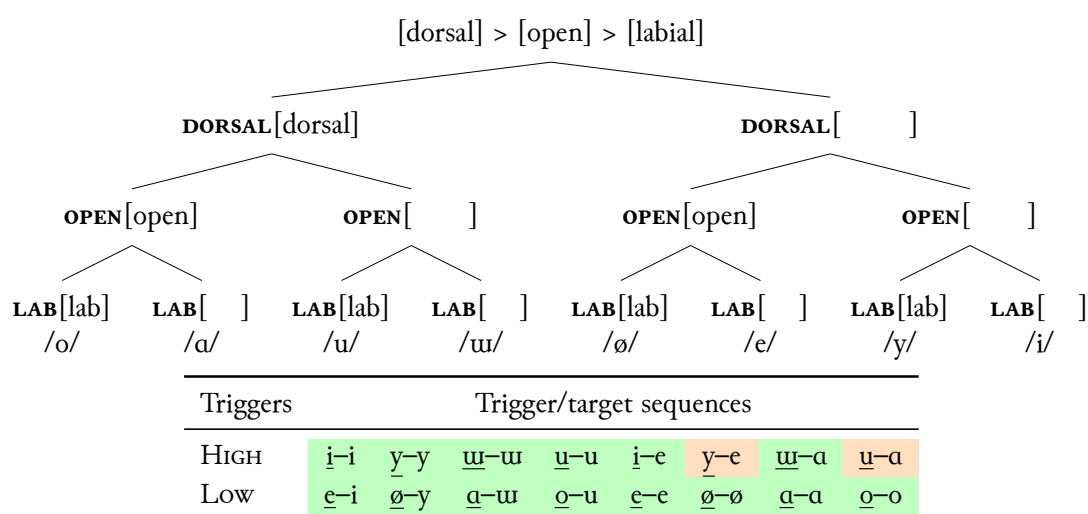 [dorsal] > [open] > [labial]
DORSAL[dorsal] DORSAL[ ]
OPEN[open] OPEN[ ] OPEN[open] OPEN[ ]
LAB[lab] LAB[ ] LAB[lab] LAB[ ] LAB[lab] LAB[ ] LAB[lab] LAB[ ]
/o/ /ɑ/ /u/ /ɯ/ /ø/ /e/ /y/ /i/
Triggers Trigger/target sequences
HIGH i–i y–y ɯ–ɯ u–u i–e y–e ɯ–ɑ u–ɑ
LOW e–i ø–y ɑ–ɯ o–u e–e ø–ø ɑ–ɑ o–o